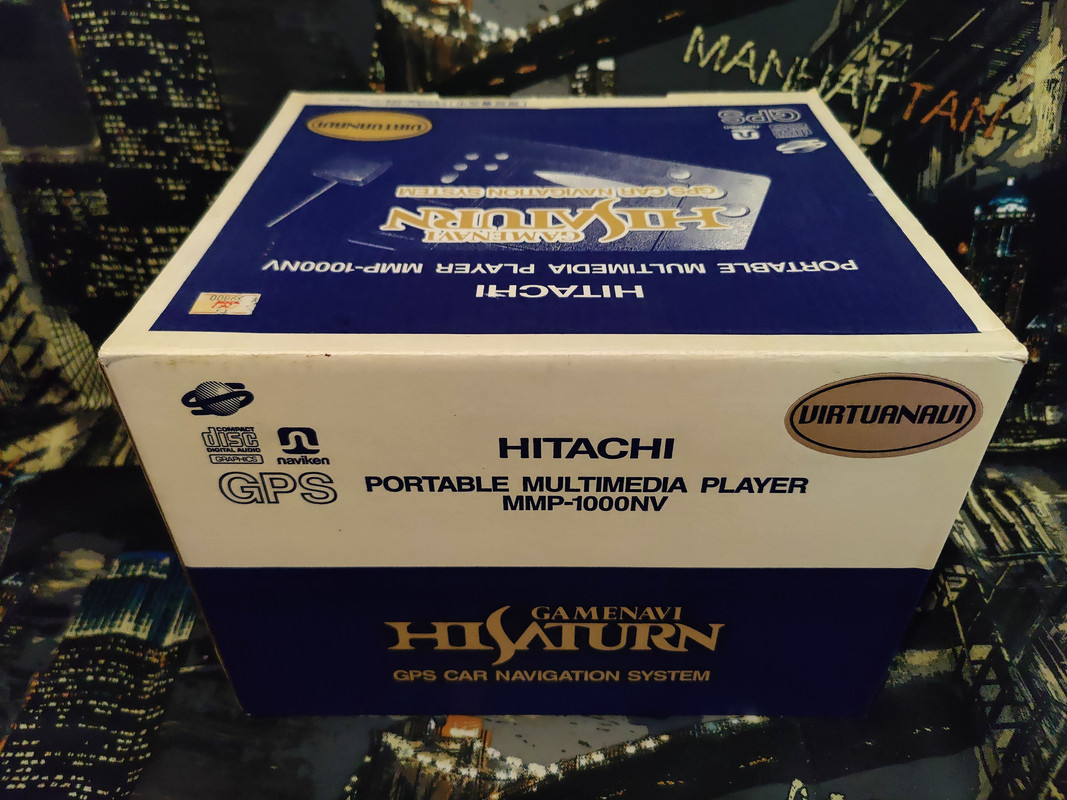 MANHATTAN
VIRTUANAVI
GPS
HITACHI
PORTABLE MULTIMEDIA PLAYER MMP-1000NV
GAMENAVI
HISATURN
GPS CAR NAVIGATION SYSTEM
VIRTUANAVI
COMPACT
disc
DIGITAL AUDIO
GRAPHICS
naviken
GPS
HITACHI
PORTABLE MULTIMEDIA PLAYER
MMP-1000NV
GAMENAVI
HISATURN
GPS CAR NAVIGATION SYSTEM